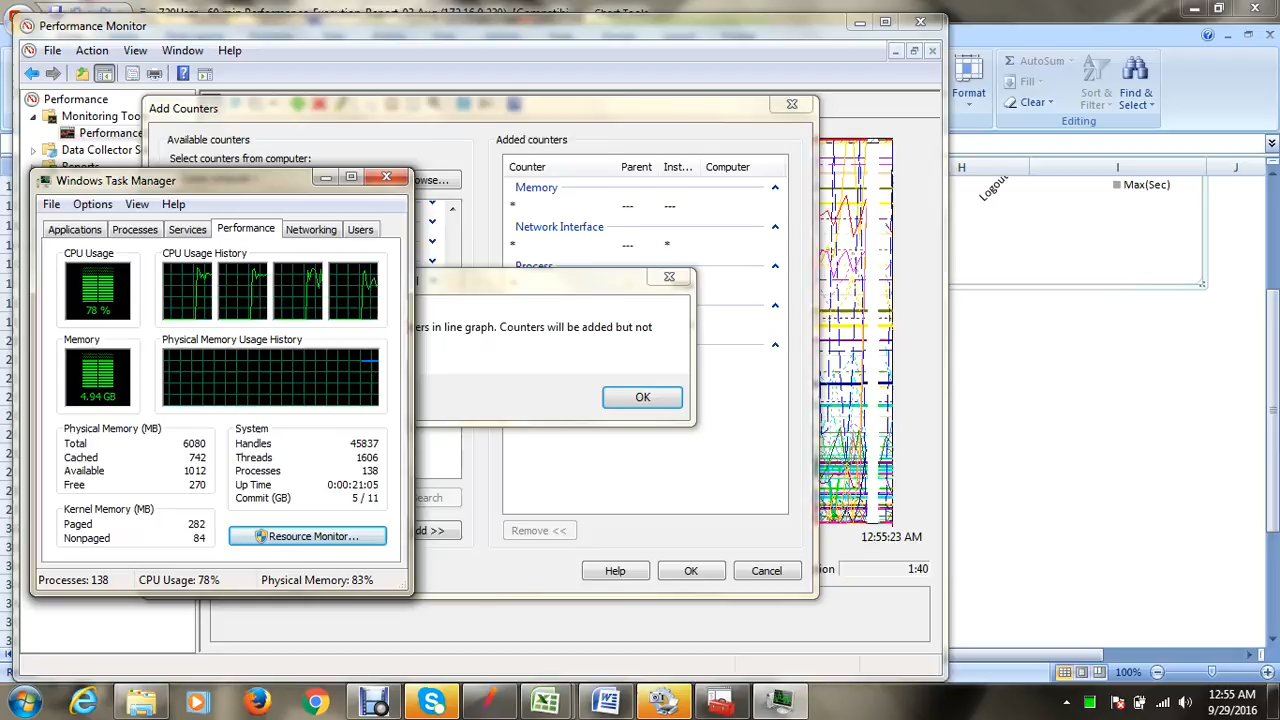 Performance Monitor
File Action View Window Help
Performance
Monitoring Too
Performance
Data Collector S
Reports
Add Counters
Available counters
Select counters from computer:
owse...
Added counters
Counter Parent Inst... Computer
Memory
* --- ---
Network Interface
* --- *
Process
ers in line graph. Counters will be added but not
OK
earch
dd >>
Remove <<
Help OK Cancel
12:55:23 AM
ion 1:40
Windows Task Manager
File Options View Help
Applications Processes Services Performance Networking Users
CPU Usage CPU Usage History
78 %
Memory Physical Memory Usage History
4.94 GB
Physical Memory (MB)
Total 6080
Cached 742
Available 1012
Free 270
Kernel Memory (MB)
Paged 282
Nonpaged 84
System
Handles 45837
Threads 1606
Processes 138
Up Time 0:00:21:05
Commit (GB) 5 / 11
Resource Monitor...
Processes: 138 CPU Usage: 78% Physical Memory: 83%
Format
AutoSum
Fill
Clear
Sort & Filter
Find & Select
Editing
H I J
Logout
Max(Sec)
100%
12:55 AM
9/29/2016